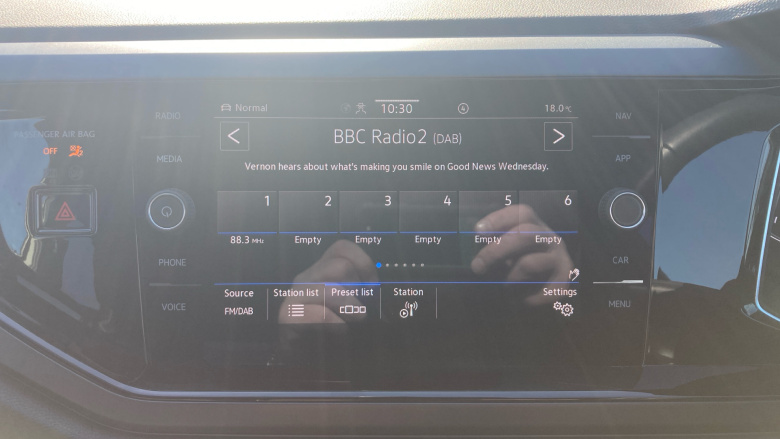 Normal
10:30
4
18.0°C
RADIO
MEDIA
PHONE
VOICE
NAV
APP
CAR
MENU
PASSENGER AIR BAG
OFF
< BBC Radio2 (DAB) >
Vernon hears about what's making you smile on Good News Wednesday.
1 2 3 4 5 6
88.3 MHz Empty Empty Empty Empty Empty
Source Station list Preset list Station Settings
FM/DAB